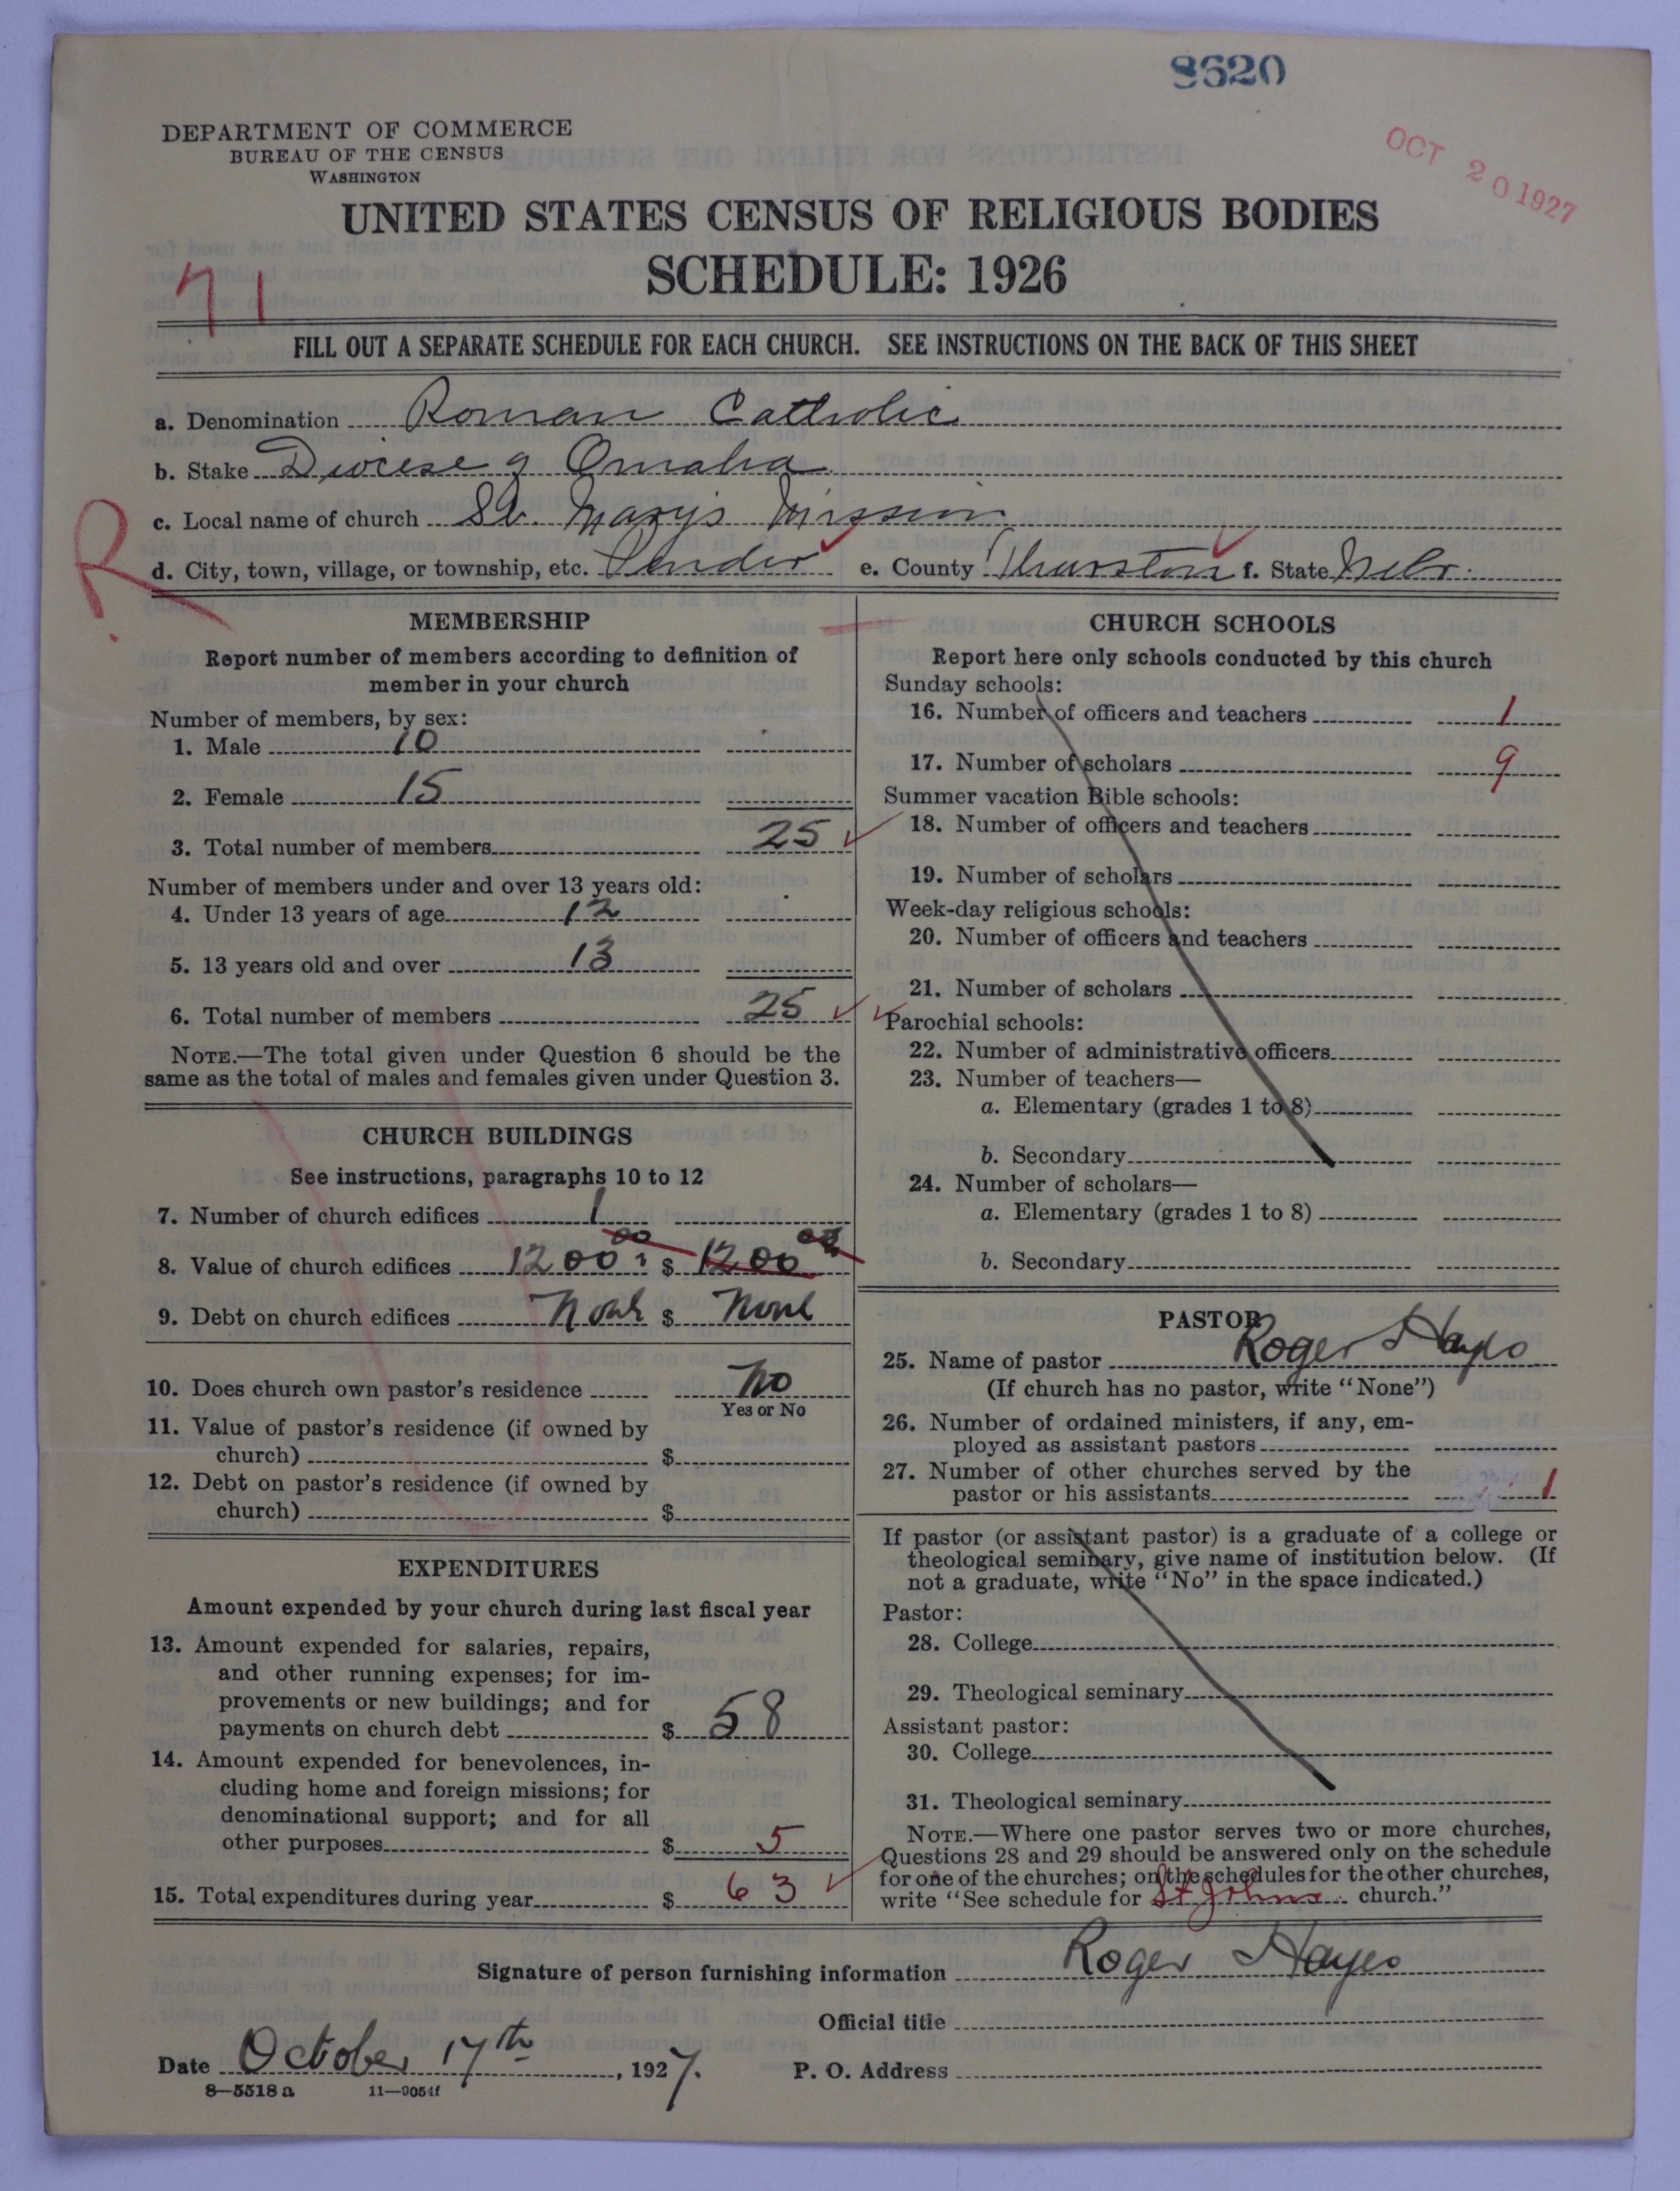 8620
OCT 20 1927
DEPARTMENT OF COMMERCE
BUREAU OF THE CENSUS
WASHINGTON
UNITED STATES CENSUS OF RELIGIOUS BODIES
SCHEDULE: 1926
71
FILL OUT A SEPARATE SCHEDULE FOR EACH CHURCH. SEE INSTRUCTIONS ON THE BACK OF THIS SHEET
a. Denomination Roman Catholic
b. Stake Diocese of Omaha
c. Local name of church St. Mary's Mission
R
d. City, town, village, or township, etc. Pender e. County Thurston f. State Nebr.
MEMBERSHIP
Report number of members according to definition of
member in your church
Number of members, by sex:
1. Male 10
2. Female 15
3. Total number of members 25
Number of members under and over 13 years old:
4. Under 13 years of age 12
5. 13 years old and over 13
6. Total number of members 25
NOTE.—The total given under Question 6 should be the
same as the total of males and females given under Question 3.
CHURCH BUILDINGS
See instructions, paragraphs 10 to 12
7. Number of church edifices 1
8. Value of church edifices 1200 00 $ 1200
9. Debt on church edifices None $ None
10. Does church own pastor's residence No
Yes or No
11. Value of pastor's residence (if owned by
church) $
12. Debt on pastor's residence (if owned by
church) $
EXPENDITURES
Amount expended by your church during last fiscal year
13. Amount expended for salaries, repairs,
and other running expenses; for im-
provements or new buildings; and for
payments on church debt $ 58
14. Amount expended for benevolences, in-
cluding home and foreign missions; for
denominational support; and for all
other purposes $ 5
15. Total expenditures during year $ 63
CHURCH SCHOOLS
Report here only schools conducted by this church
Sunday schools:
16. Number of officers and teachers 1
17. Number of scholars 9
Summer vacation Bible schools:
18. Number of officers and teachers
19. Number of scholars
Week-day religious schools:
20. Number of officers and teachers
21. Number of scholars
Parochial schools:
22. Number of administrative officers
23. Number of teachers—
a. Elementary (grades 1 to 8)
b. Secondary
24. Number of scholars—
a. Elementary (grades 1 to 8)
b. Secondary
PASTOR
25. Name of pastor Roger Hayes
(If church has no pastor, write "None")
26. Number of ordained ministers, if any, em-
ployed as assistant pastors
27. Number of other churches served by the
pastor or his assistants 1
If pastor (or assistant pastor) is a graduate of a college or
theological seminary, give name of institution below. (If
not a graduate, write "No" in the space indicated.)
Pastor:
28. College
29. Theological seminary
Assistant pastor:
30. College
31. Theological seminary
NOTE.—Where one pastor serves two or more churches,
Questions 28 and 29 should be answered only on the schedule
for one of the churches; on the schedules for the other churches,
write "See schedule for St Johns church."
Signature of person furnishing information Roger Hayes
Official title
Date October 17th, 1927. P. O. Address
8—5518 a 11—9054f